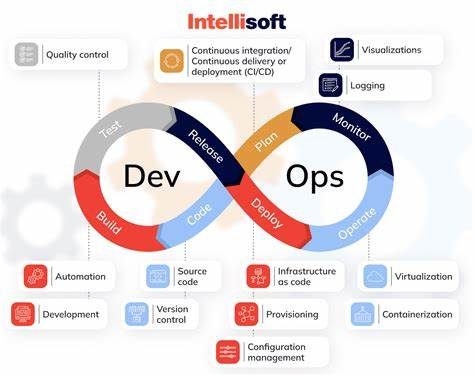 Intellisoft
Quality control
Continuous integration/
Continuous delivery or
deployment (CI/CD)
Visualizations
Logging
Test
Release
Plan
Monitor
Dev
Ops
Build
Code
Deploy
Operate
Automation
Source
code
Infrastructure
as code
Virtualization
Development
Version
control
Provisioning
Containerization
Configuration
management